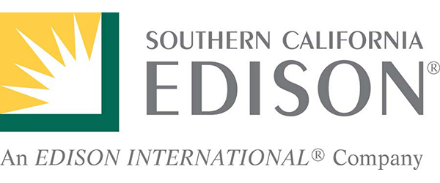 SOUTHERN CALIFORNIA
EDISON®
An EDISON INTERNATIONAL® Company